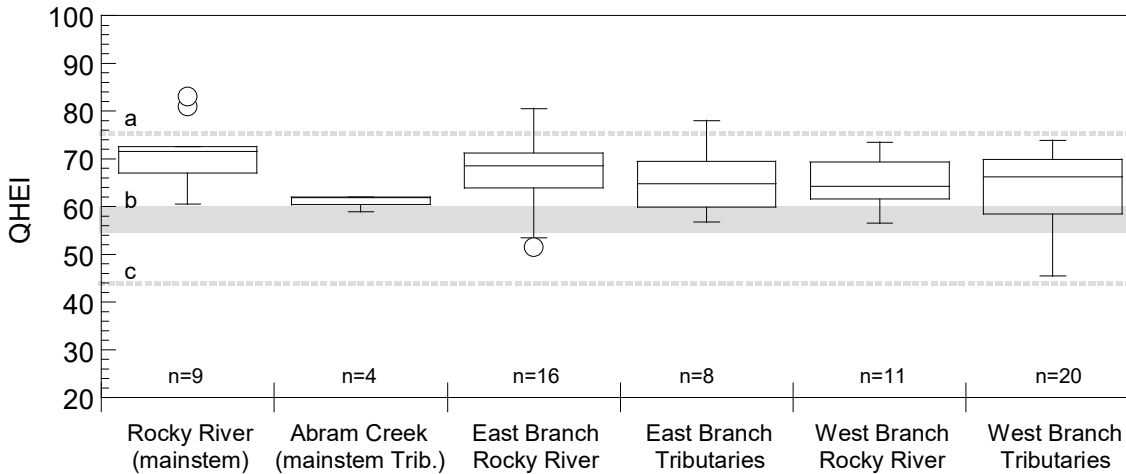 100
90
80
70
60
50
40
30
20
QHEI
a
b
c
n=9
n=4
n=16
n=8
n=11
n=20
Rocky River
(mainstem)
Abram Creek
(mainstem Trib.)
East Branch
Rocky River
East Branch
Tributaries
West Branch
Rocky River
West Branch
Tributaries